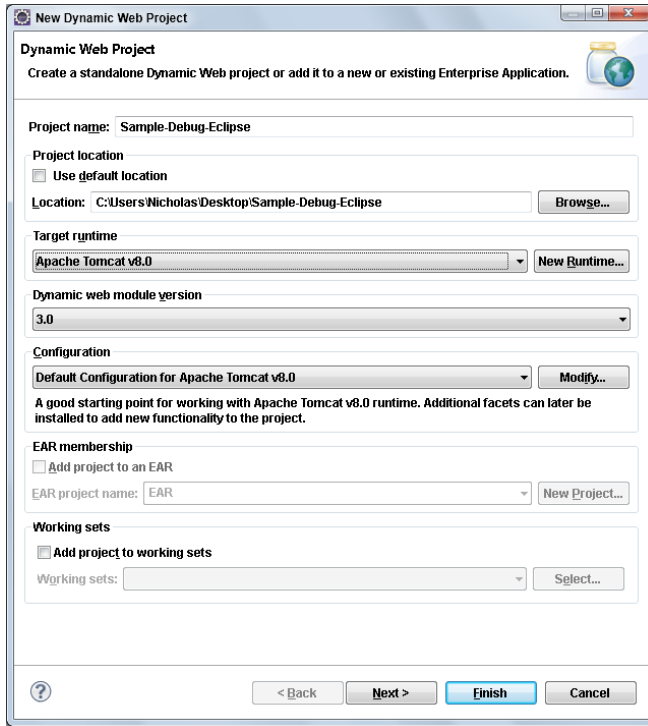 New Dynamic Web Project
Dynamic Web Project
Create a standalone Dynamic Web project or add it to a new or existing Enterprise Application.
Project name: Sample-Debug-Eclipse
Project location
Use default location
Location: C:\Users\Nicholas\Desktop\Sample-Debug-Eclipse Browse...
Target runtime
Apache Tomcat v8.0 New Runtime...
Dynamic web module version
3.0
Configuration
Default Configuration for Apache Tomcat v8.0 Modify...
A good starting point for working with Apache Tomcat v8.0 runtime. Additional facets can later be
installed to add new functionality to the project.
EAR membership
Add project to an EAR
EAR project name: EAR New Project...
Working sets
Add project to working sets
Working sets: Select...
? < Back Next > Finish Cancel